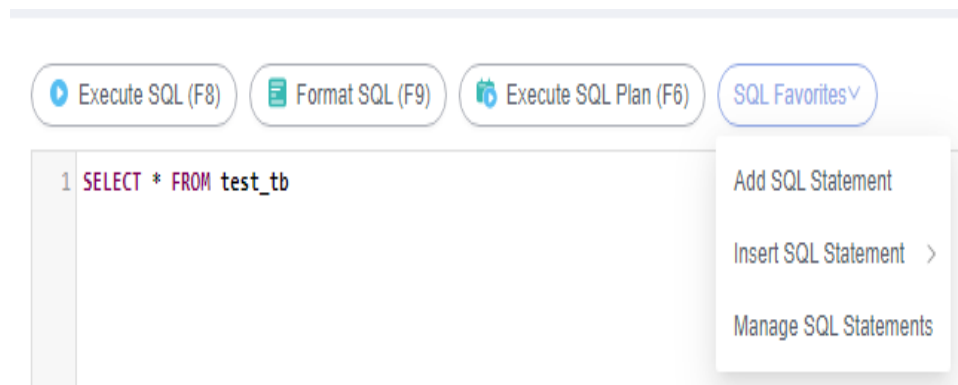 Execute SQL (F8) Format SQL (F9) Execute SQL Plan (F6) SQL Favorites
1 SELECT * FROM test_tb
Add SQL Statement
Insert SQL Statement
Manage SQL Statements